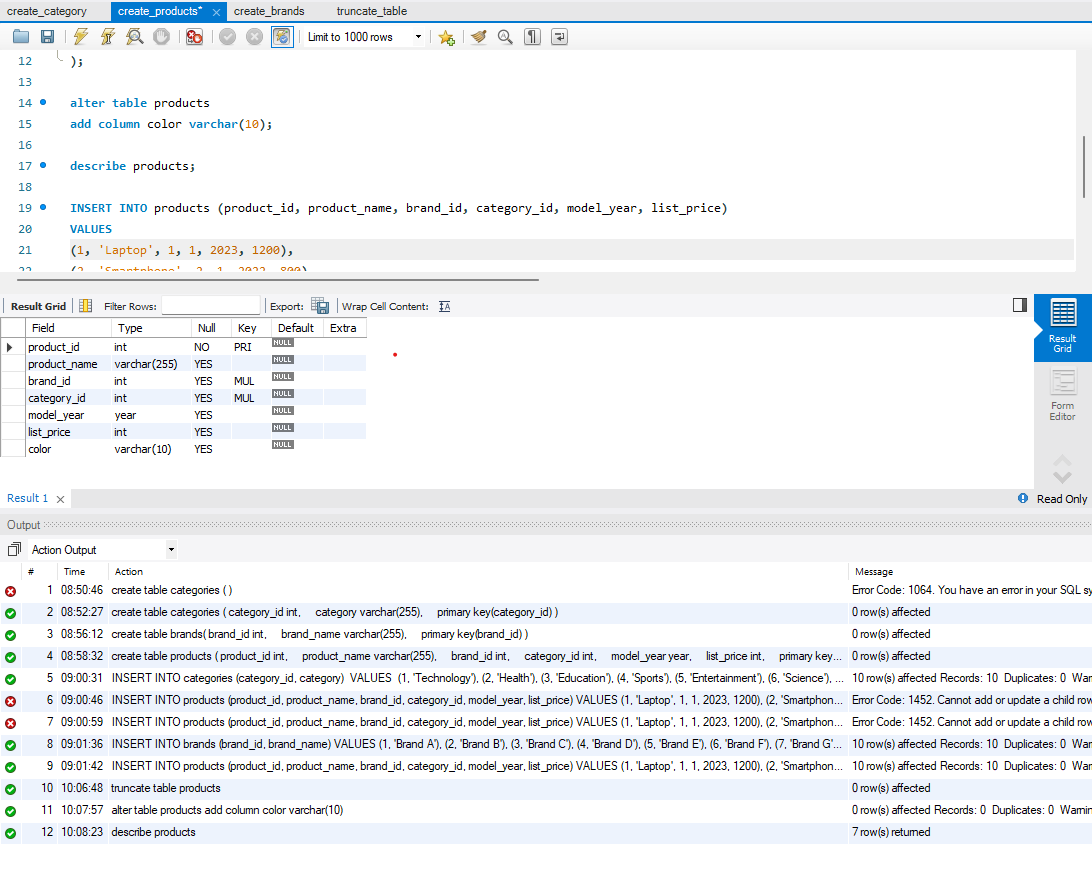 create_category create_products* create_brands truncate_table
Limit to 1000 rows
12 );
13
14 alter table products
15 add column color varchar(10);
16
17 describe products;
18
19 INSERT INTO products (product_id, product_name, brand_id, category_id, model_year, list_price)
20 VALUES
21 (1, 'Laptop', 1, 1, 2023, 1200),
22 (2, 'Smartphone', 2, 1, 2022, 800)
Result Grid Filter Rows: Export: Wrap Cell Content:
Field Type Null Key Default Extra
product_id int NO PRI NULL
product_name varchar(255) YES NULL
brand_id int YES MUL NULL
category_id int YES MUL NULL
model_year year YES NULL
list_price int YES NULL
color varchar(10) YES NULL
Result Grid
Form Editor
Result 1 Read Only
Output
Action Output
# Time Action Message
1 08:50:46 create table categories ( ) Error Code: 1064. You have an error in your SQL sy
2 08:52:27 create table categories ( category_id int, category varchar(255), primary key(category_id) ) 0 row(s) affected
3 08:56:12 create table brands( brand_id int, brand_name varchar(255), primary key(brand_id) ) 0 row(s) affected
4 08:58:32 create table products ( product_id int, product_name varchar(255), brand_id int, category_id int, model_year year, list_price int, primary key... 0 row(s) affected
5 09:00:31 INSERT INTO categories (category_id, category) VALUES (1, 'Technology'), (2, 'Health'), (3, 'Education'), (4, 'Sports'), (5, 'Entertainment'), (6, 'Science'), ... 10 row(s) affected Records: 10 Duplicates: 0 Warn
6 09:00:46 INSERT INTO products (product_id, product_name, brand_id, category_id, model_year, list_price) VALUES (1, 'Laptop', 1, 1, 2023, 1200), (2, 'Smartphon... Error Code: 1452. Cannot add or update a child row
7 09:00:59 INSERT INTO products (product_id, product_name, brand_id, category_id, model_year, list_price) VALUES (1, 'Laptop', 1, 1, 2023, 1200), (2, 'Smartphon... Error Code: 1452. Cannot add or update a child row
8 09:01:36 INSERT INTO brands (brand_id, brand_name) VALUES (1, 'Brand A'), (2, 'Brand B'), (3, 'Brand C'), (4, 'Brand D'), (5, 'Brand E'), (6, 'Brand F'), (7, 'Brand G'... 10 row(s) affected Records: 10 Duplicates: 0 Warn
9 09:01:42 INSERT INTO products (product_id, product_name, brand_id, category_id, model_year, list_price) VALUES (1, 'Laptop', 1, 1, 2023, 1200), (2, 'Smartphon... 10 row(s) affected Records: 10 Duplicates: 0 Warn
10 10:06:48 truncate table products 0 row(s) affected
11 10:07:57 alter table products add column color varchar(10) 0 row(s) affected Records: 0 Duplicates: 0 Warnin
12 10:08:23 describe products 7 row(s) returned